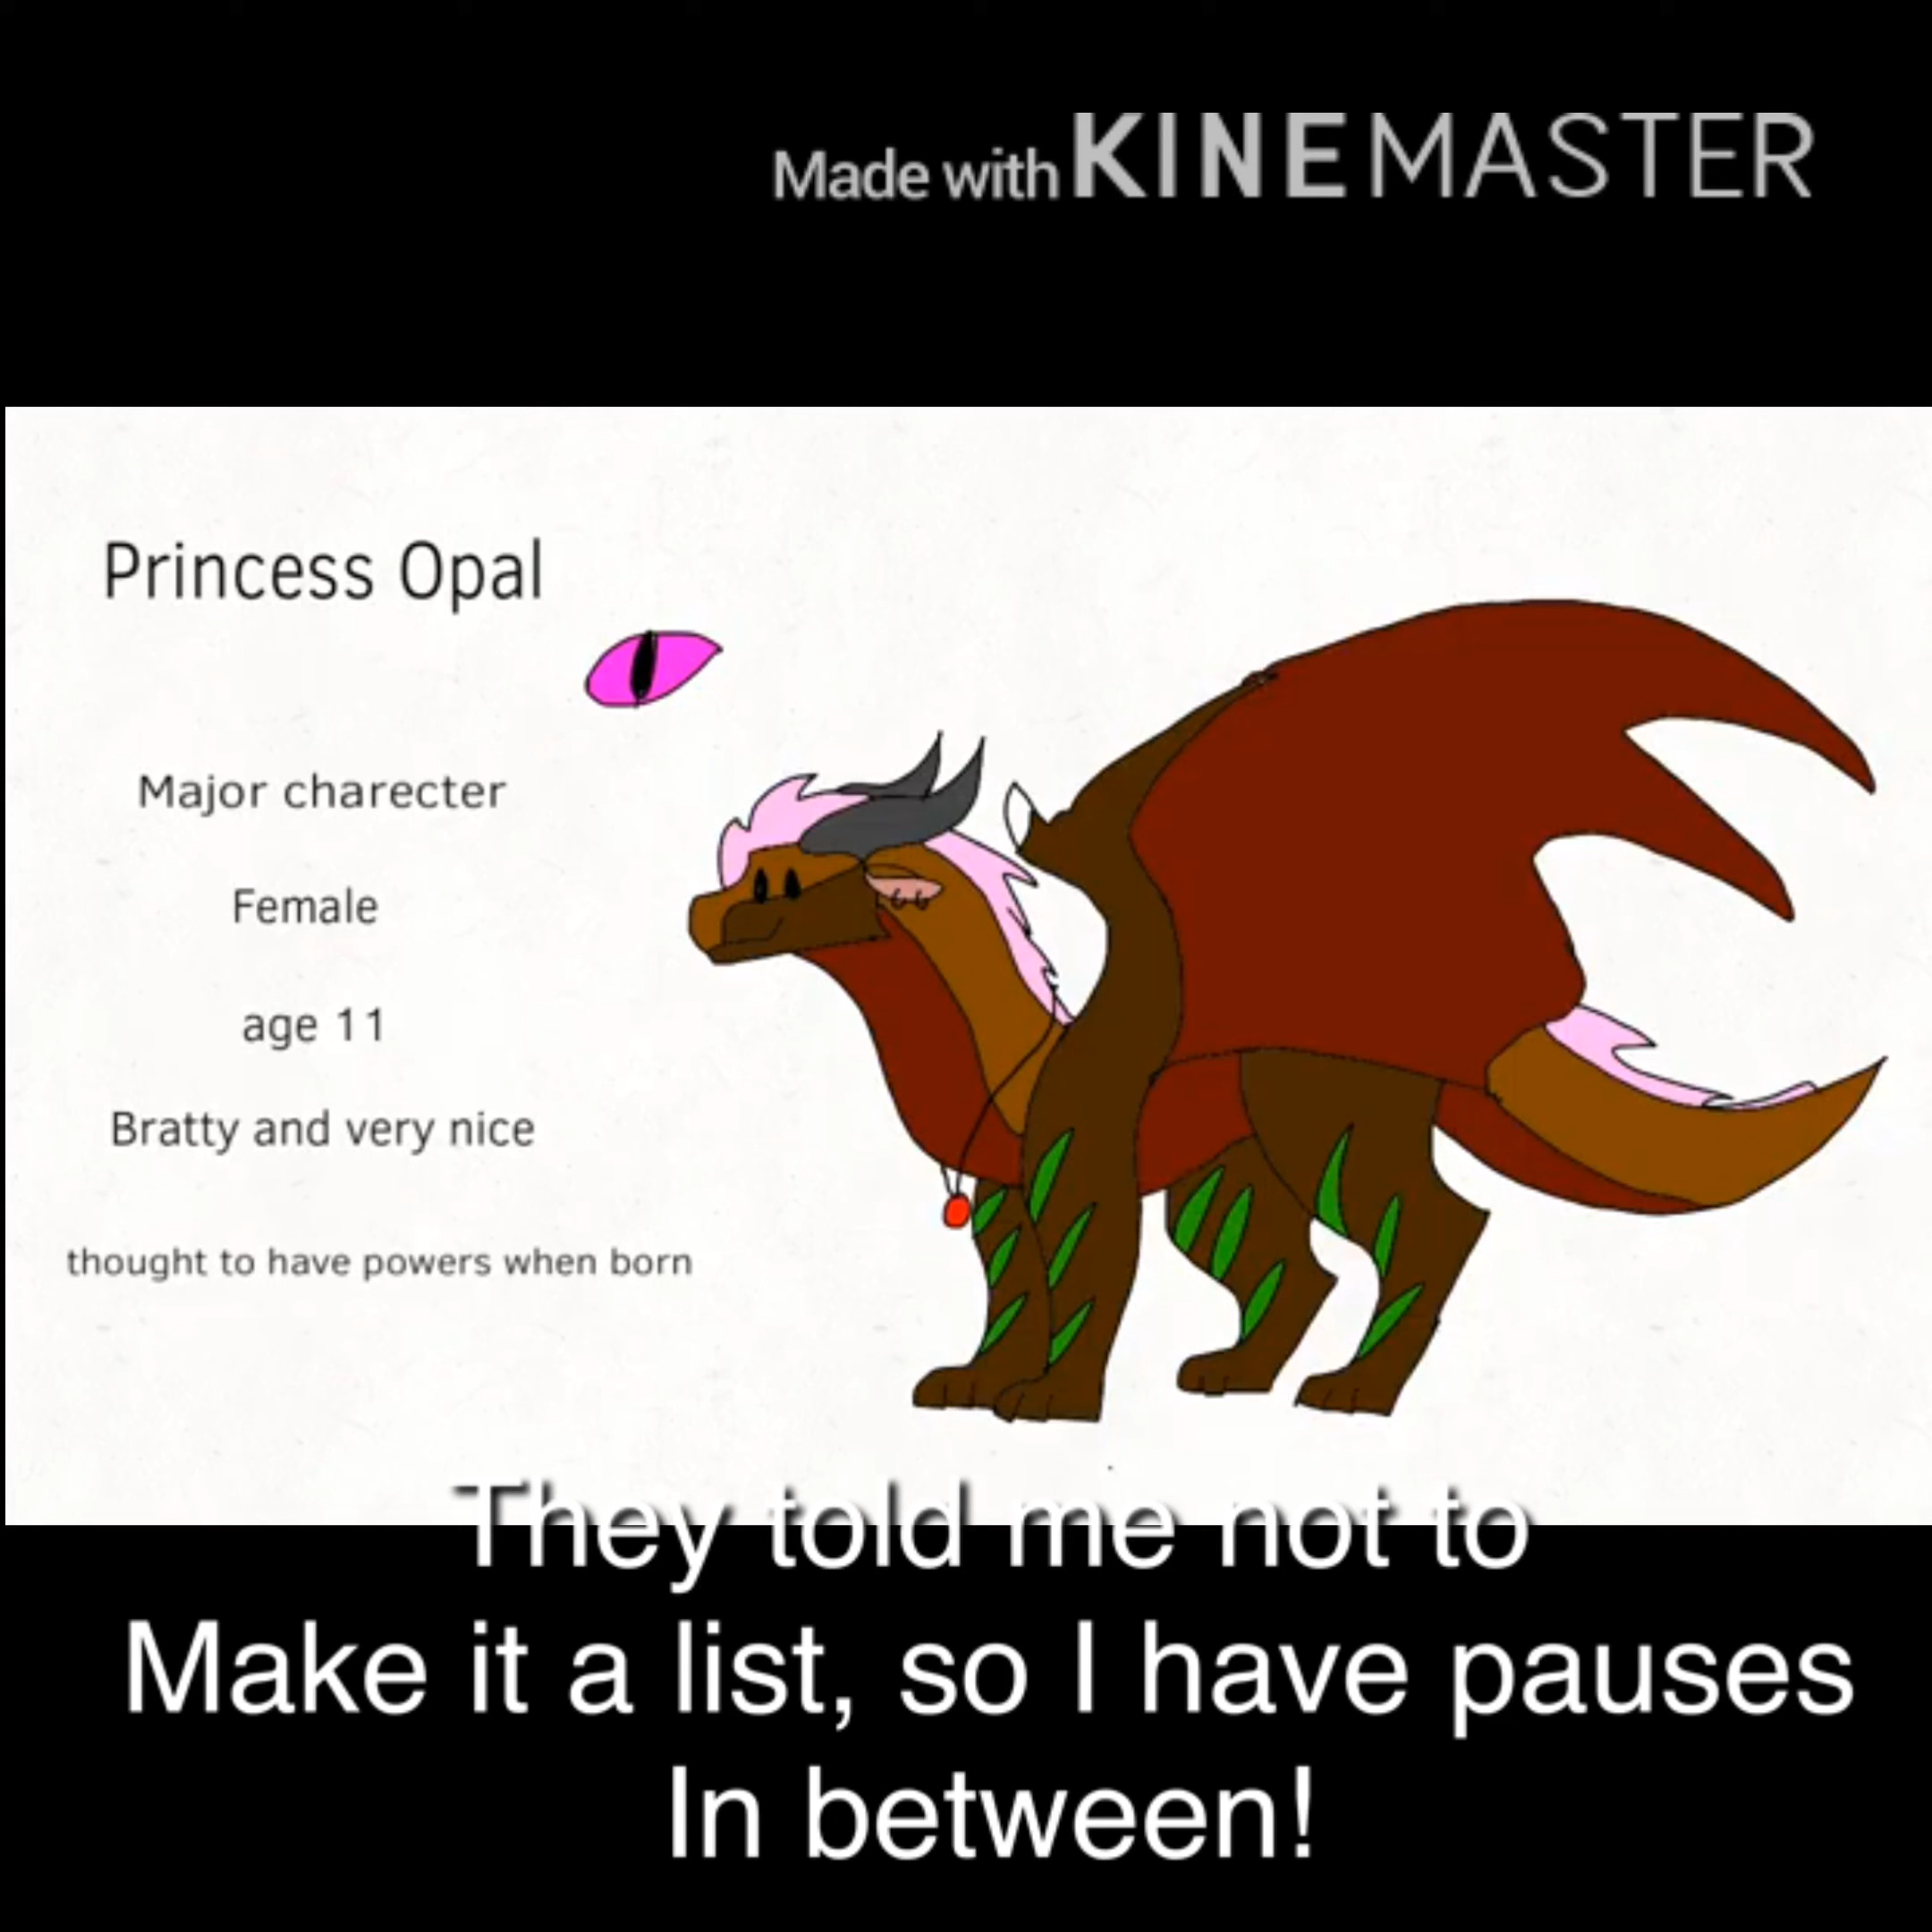 Made with KINEMASTER
Princess Opal
Major charecter
Female
age 11
Bratty and very nice
thought to have powers when born
They told me not to
Make it a list, so I have pauses
In between!